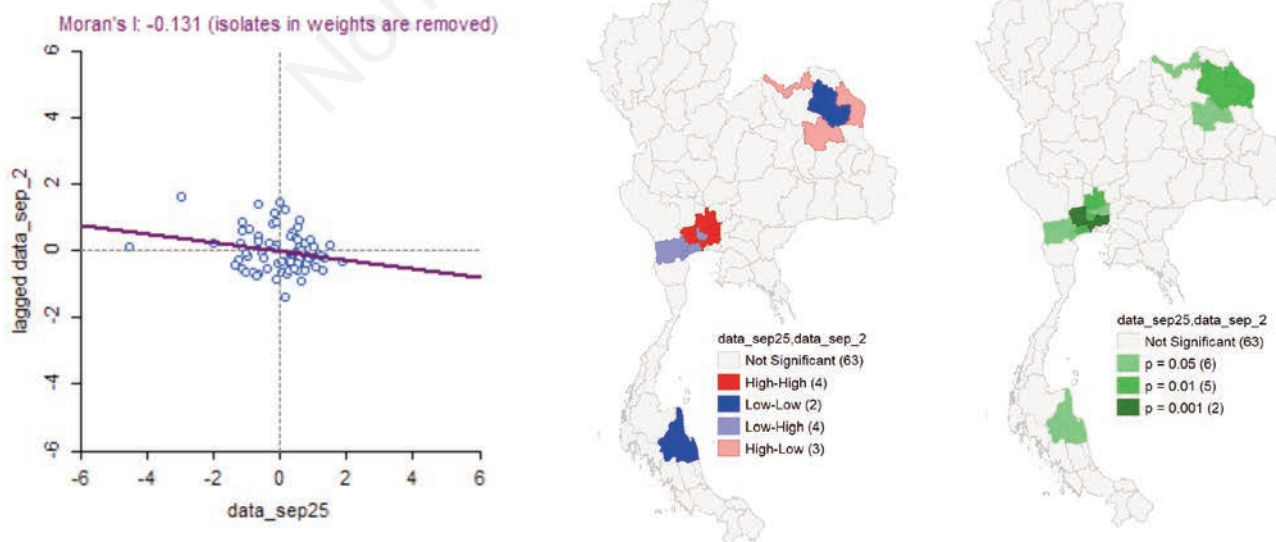 Moran's I: -0.131 (isolates in weights are removed)
6
4
2
0
-2
-4
-6
-6 -4 -2 0 2 4 6
lagged data_sep_2
data_sep25
data_sep25,data_sep_2
Not Significant (63)
High-High (4)
Low-Low (2)
Low-High (4)
High-Low (3)
data_sep25,data_sep_2
Not Significant (63)
p = 0.05 (6)
p = 0.01 (5)
p = 0.001 (2)